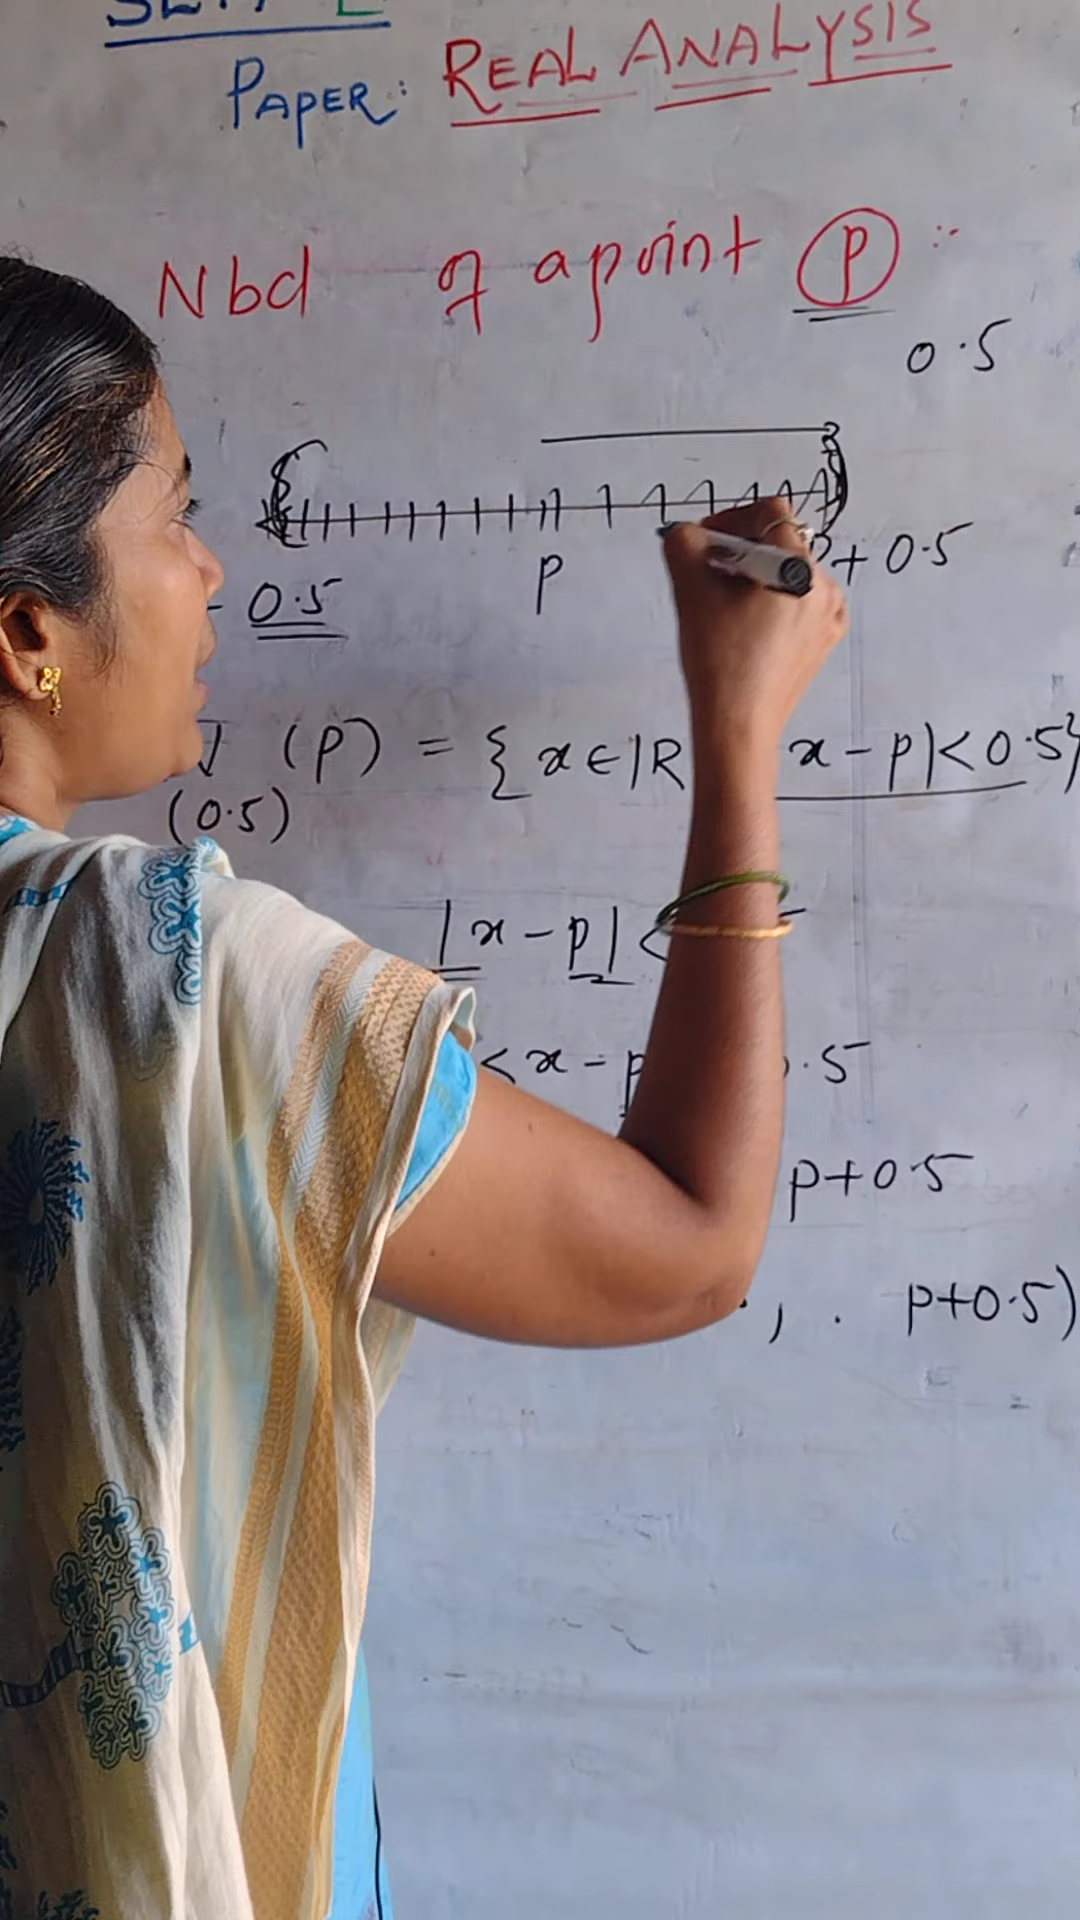 PAPER: REAL ANALYSIS
Nbd of a point p :-
0.5
p
p + 0.5
- 0.5
(p) = { x ∈ IR x - p| < 0.5}
(0.5)
|x - p| <
< x - p .5
p + 0.5
, . p+0.5)